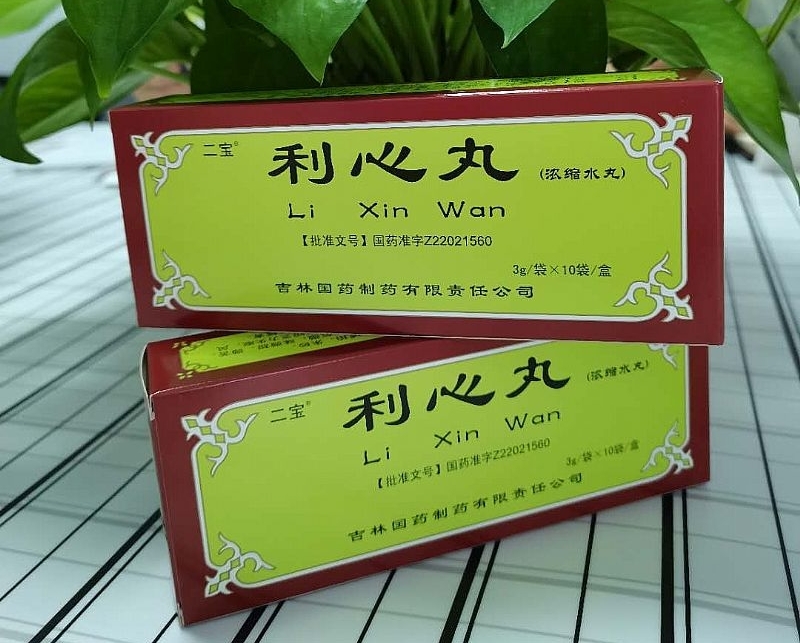 二宝®
利心丸 (浓缩水丸)
Li Xin Wan
【批准文号】国药准字Z22021560
3g/袋×10袋/盒
吉林国药制药有限责任公司
二宝®
利心丸 (浓缩水丸)
Li Xin Wan
【批准文号】国药准字Z22021560
3g/袋×10袋/盒
吉林国药制药有限责任公司